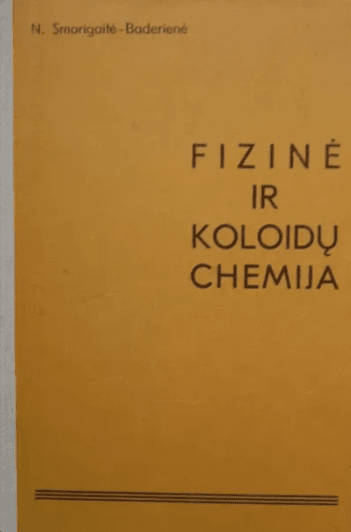 N. Smorigaitė-Baderienė
FIZINĖ
IR
KOLOIDŲ
CHEMIJA